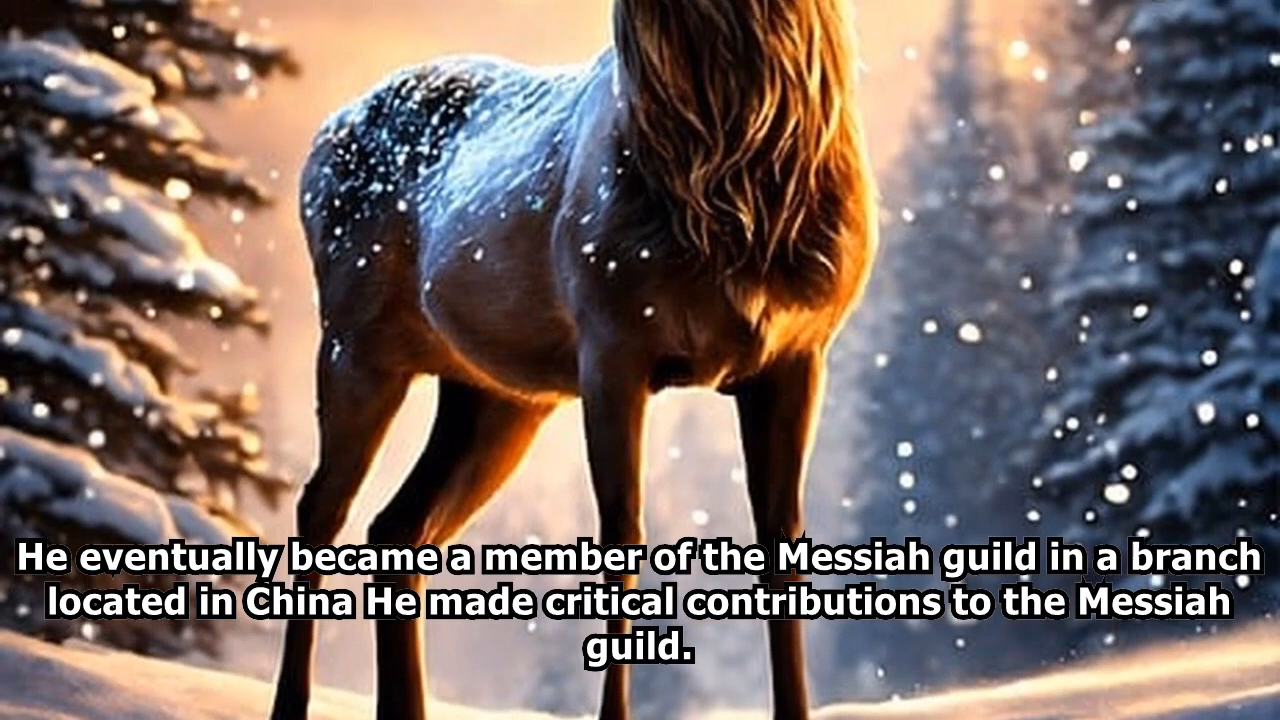 He eventually became a member of the Messiah guild in a branch
located in China He made critical contributions to the Messiah
guild.